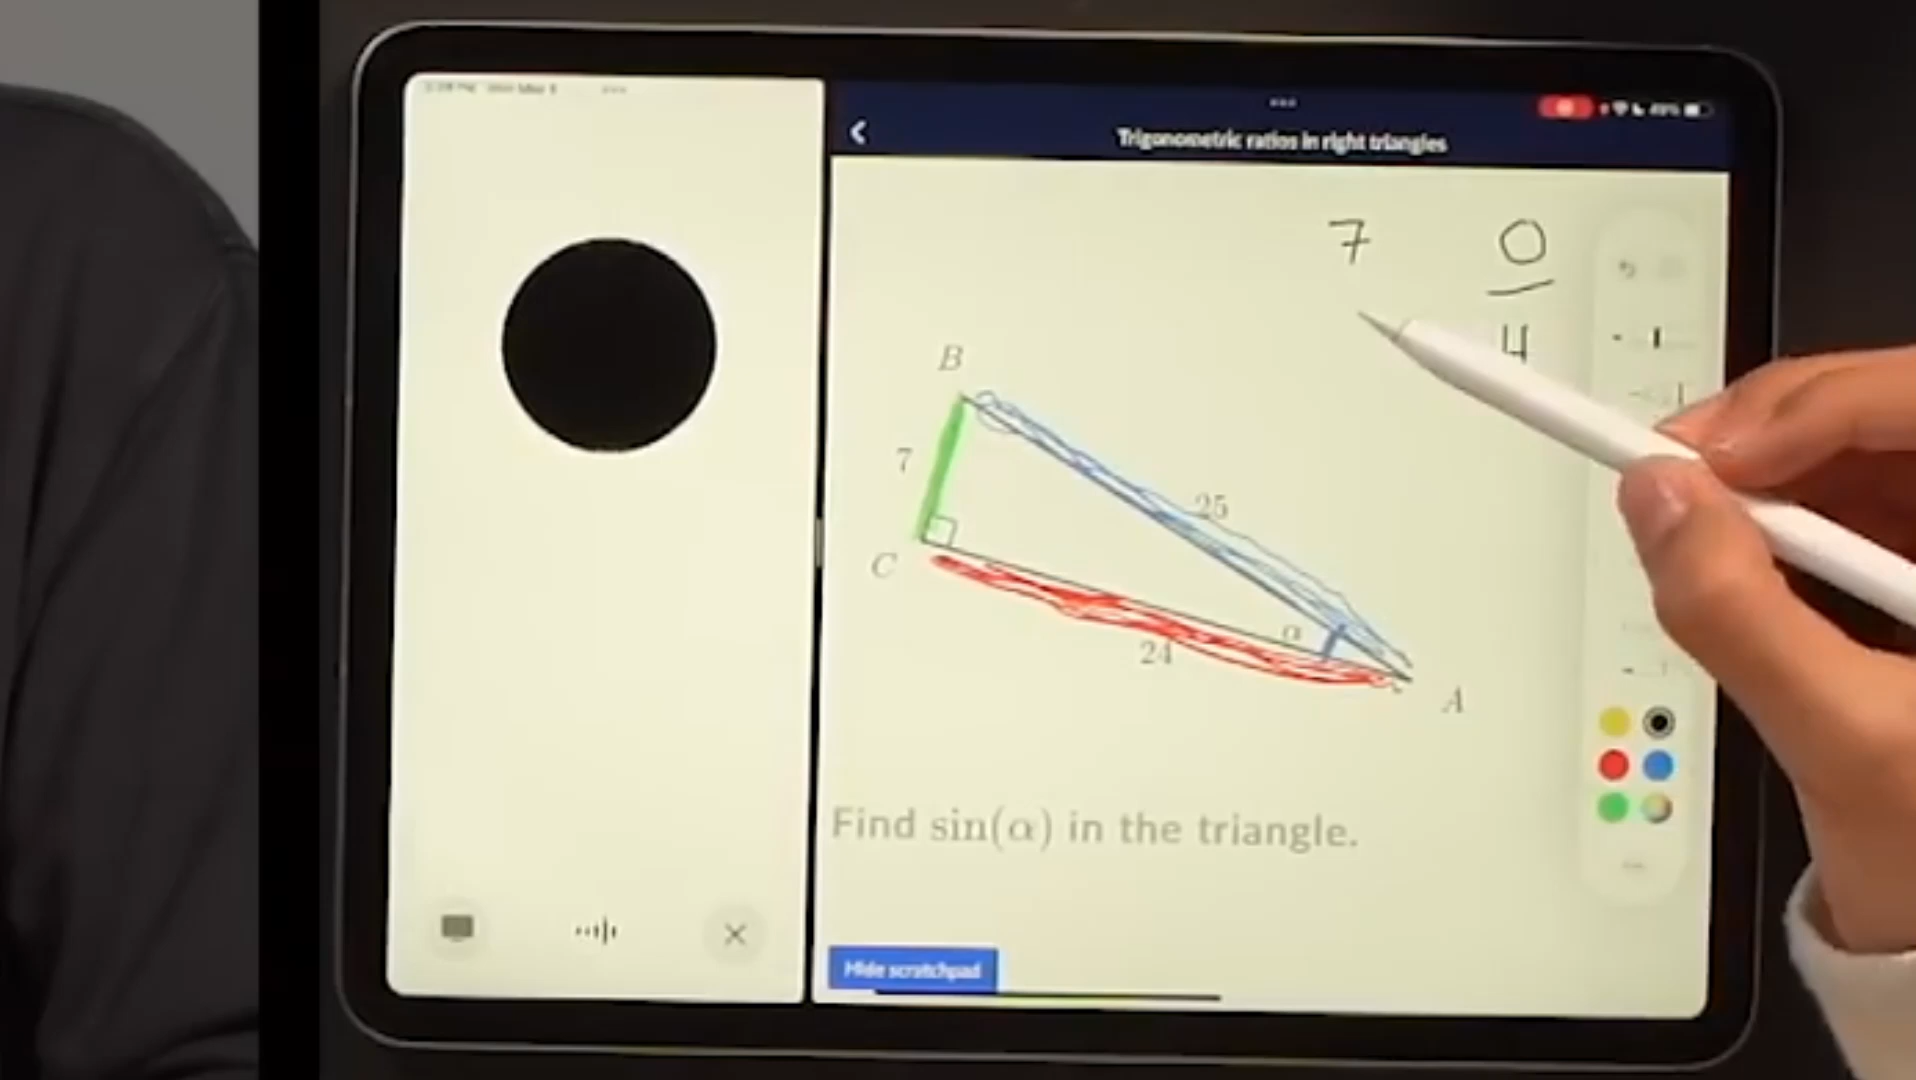 Trigonometric ratios in right triangles
7 O
H
B
7
25
C
α
24
A
Find sin(α) in the triangle.
Hide scratchpad